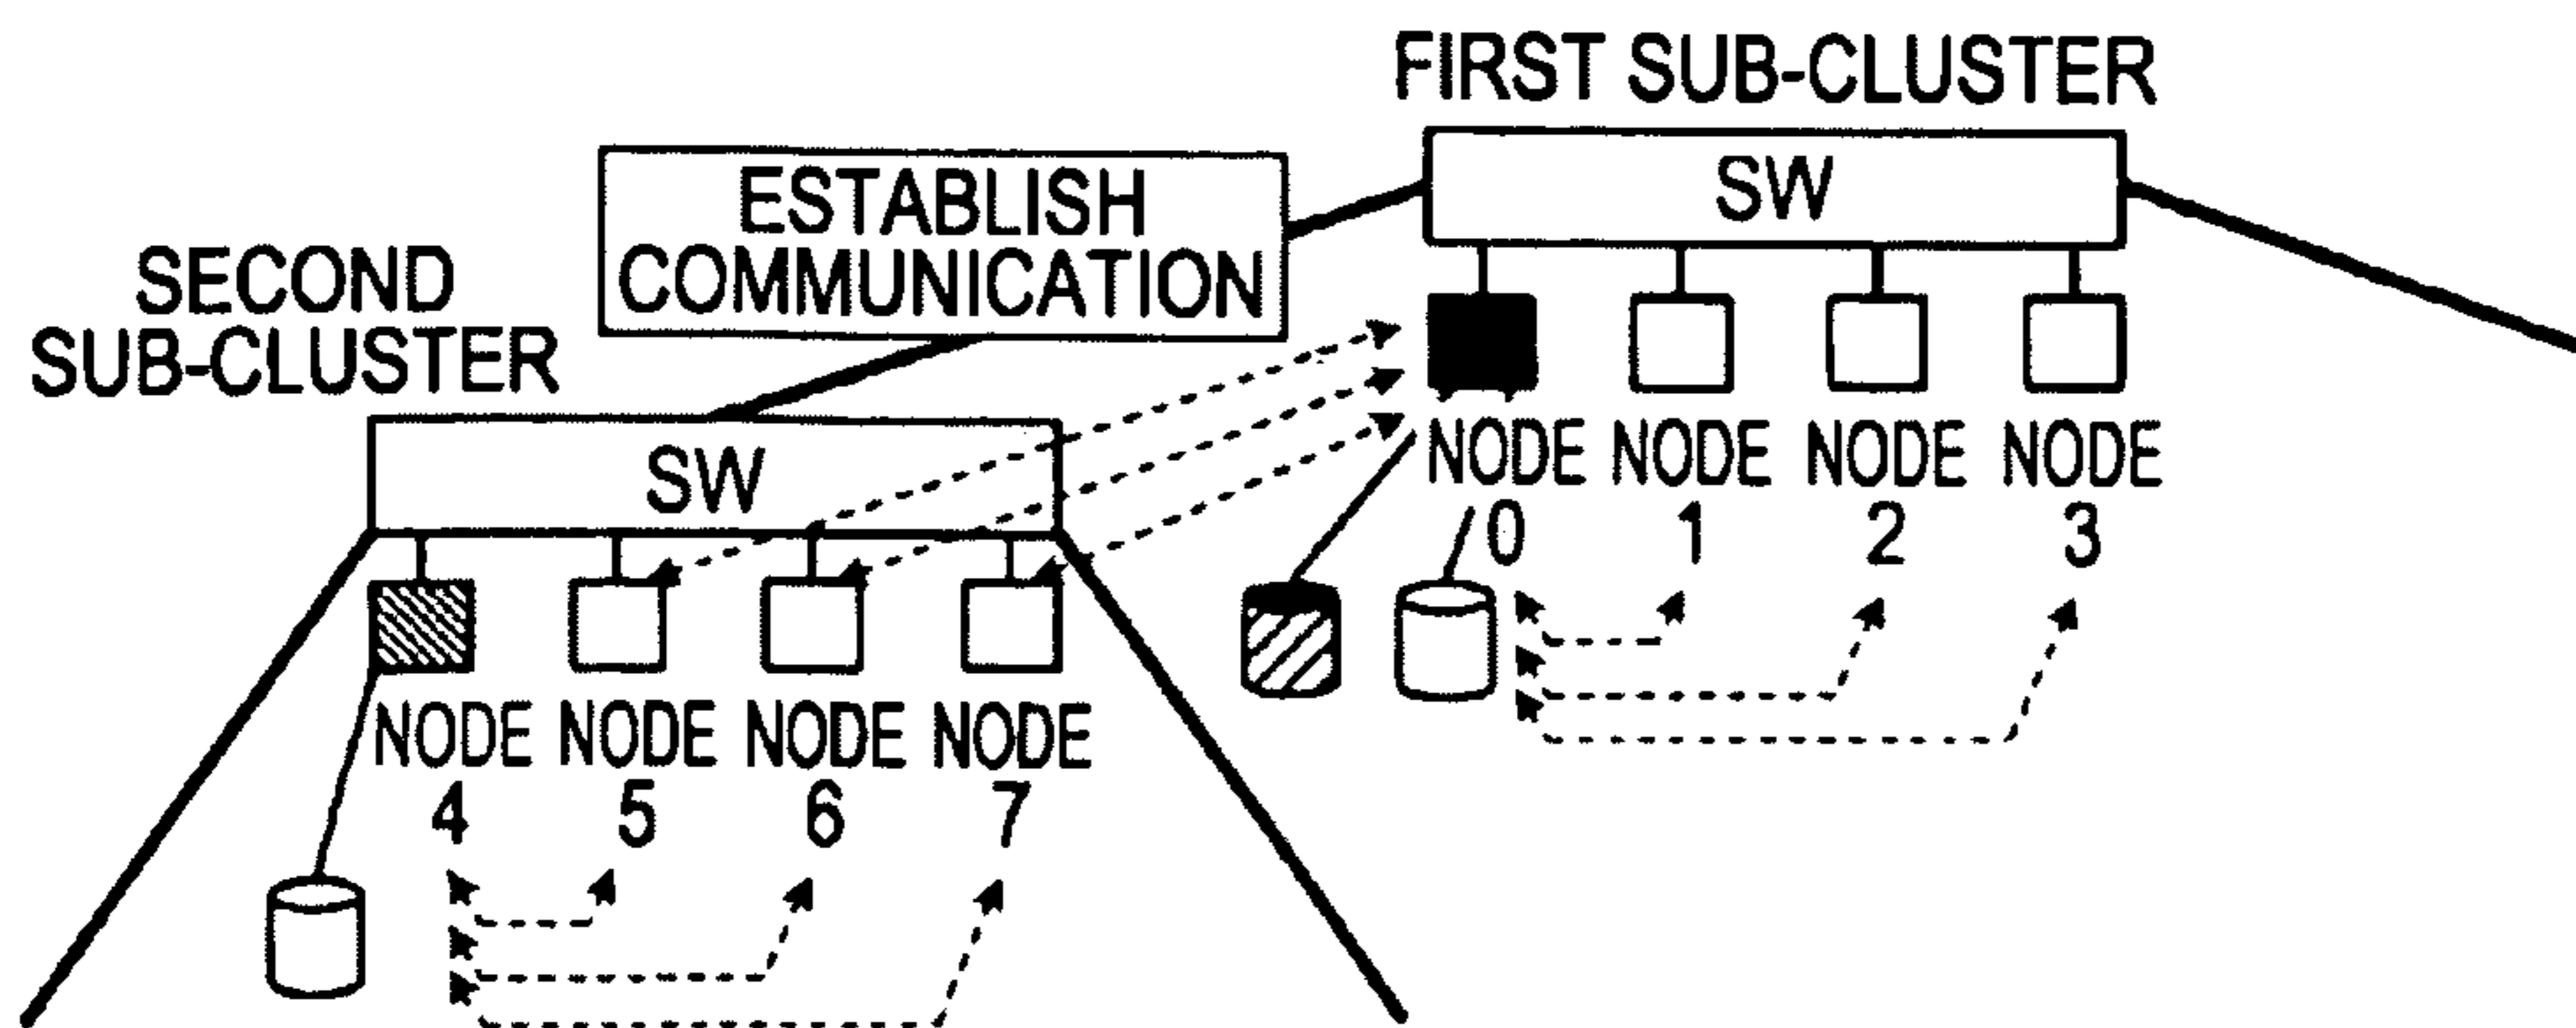 FIRST SUB-CLUSTER
SW
ESTABLISH
COMMUNICATION
SECOND
SUB-CLUSTER
SW
NODE NODE NODE NODE
0 1 2 3
NODE NODE NODE NODE
4 5 6 7